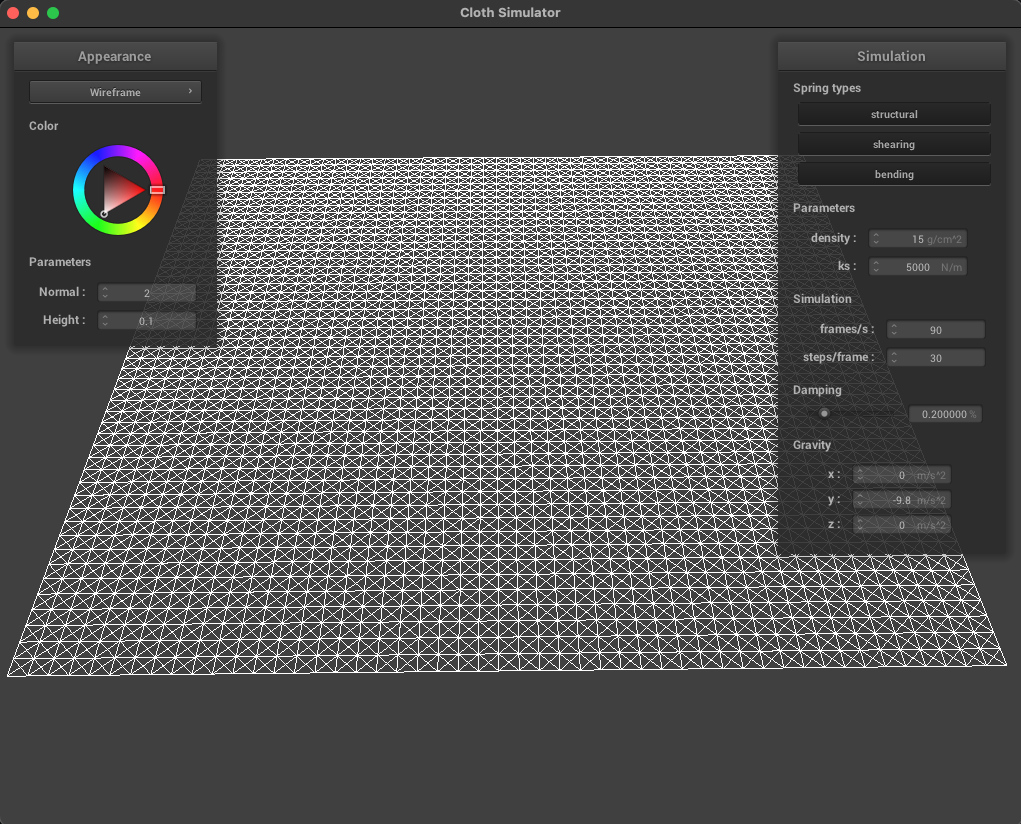 Cloth Simulator
Appearance
Wireframe
Color
Parameters
Normal : 2
Height : 0.1
Simulation
Spring types
structural
shearing
bending
Parameters
density : 15 g/cm^2
ks : 5000 N/m
Simulation
frames/s : 90
steps/frame : 30
Damping
0.200000 %
Gravity
x : 0 m/s^2
y : -9.8 m/s^2
z : 0 m/s^2